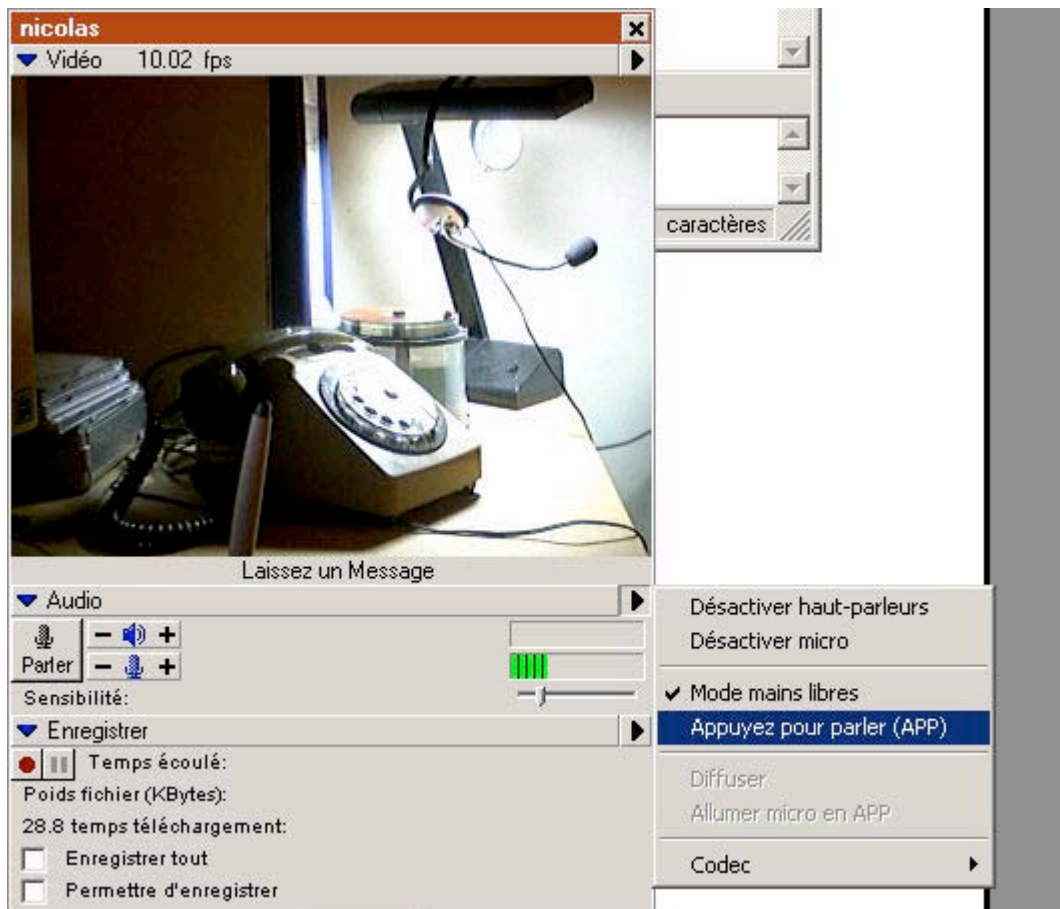 nicolas
Vidéo 10.02 fps
caractères
Laissez un Message
Audio
Parler
Sensibilité:
Enregistrer
Temps écoulé:
Poids fichier (KBytes):
28.8 temps téléchargement:
Enregistrer tout
Permettre d'enregistrer
Désactiver haut-parleurs
Désactiver micro
Mode mains libres
Appuyez pour parler (APP)
Diffuser
Allumer micro en APP
Codec